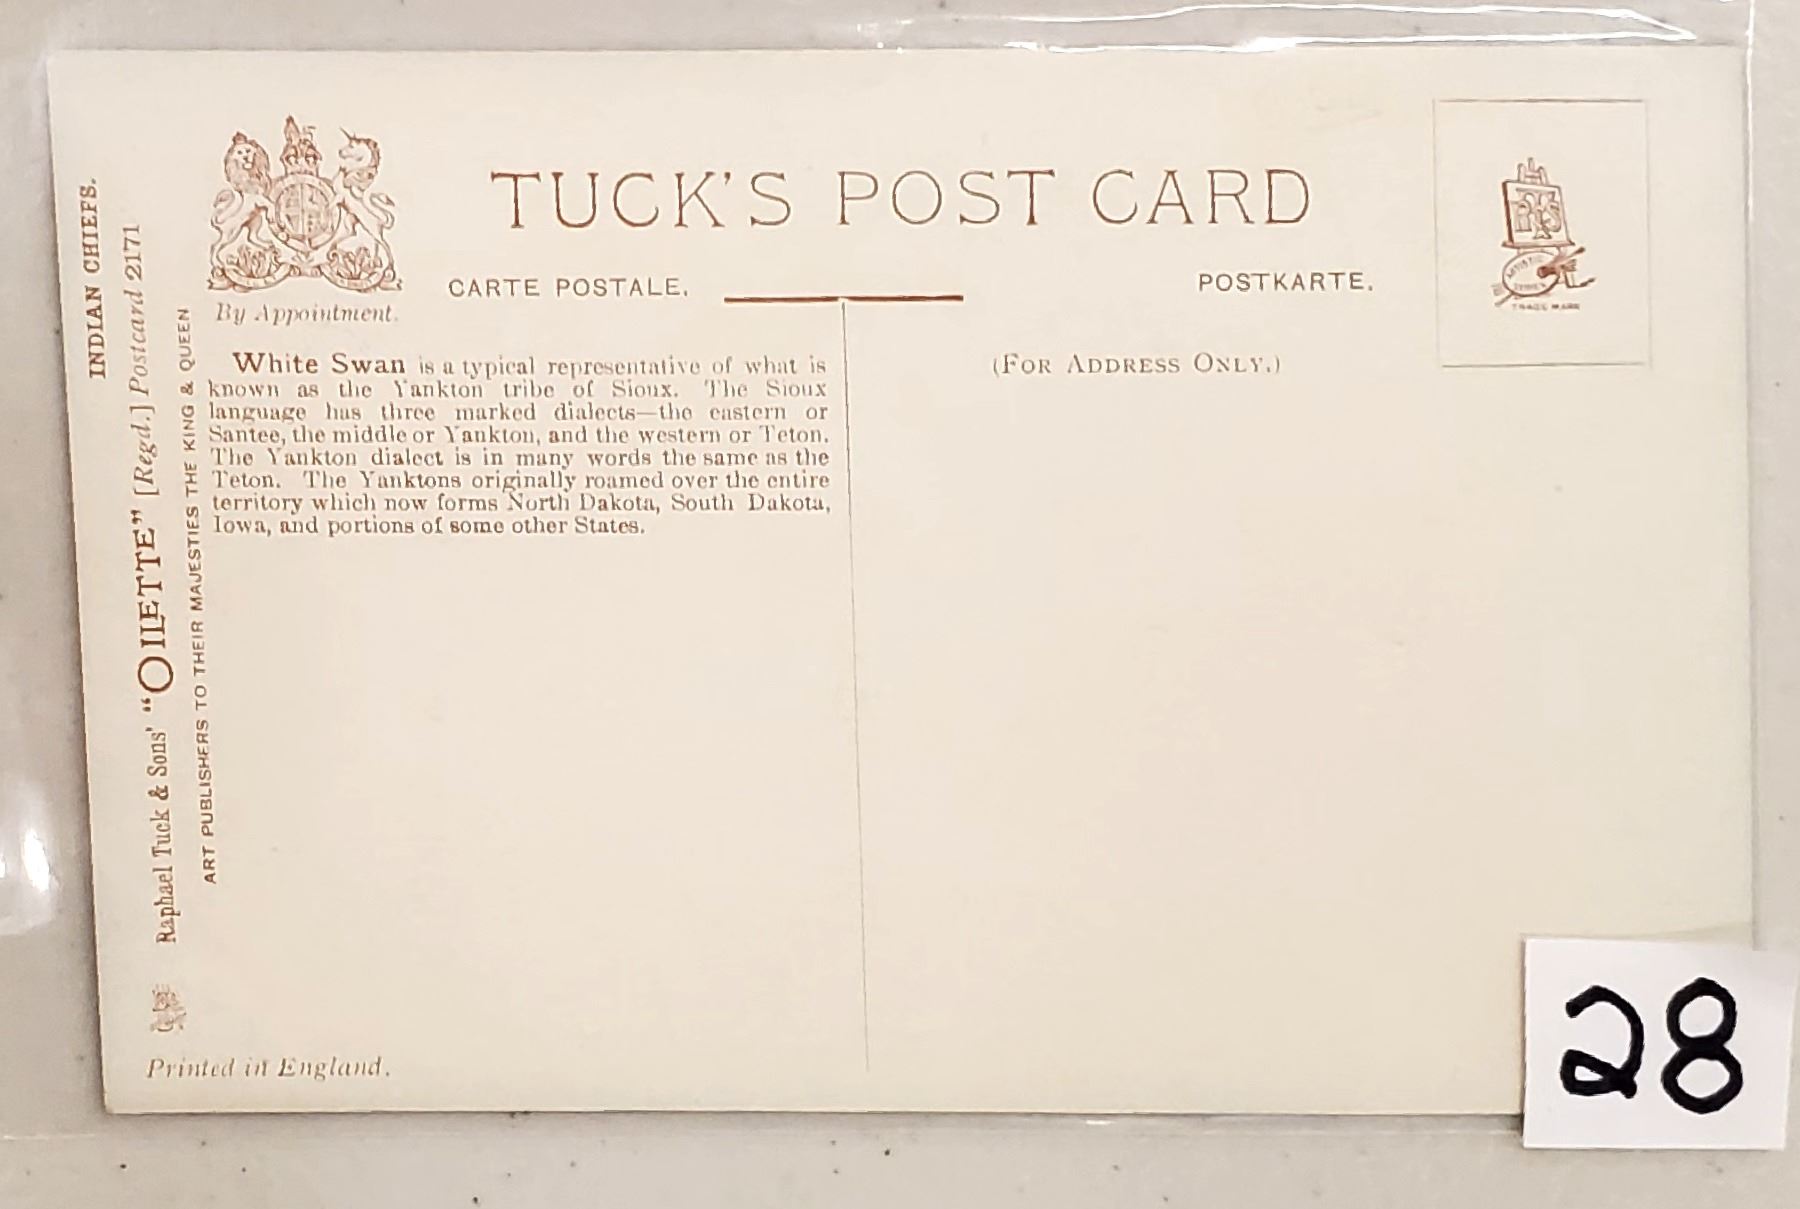 INDIAN CHIEFS.
Raphael Tuck & Sons' "OILETTE" [Regd.] Postcard 2171
ART PUBLISHERS TO THEIR MAJESTIES THE KING & QUEEN
By Appointment.
TUCK'S POST CARD
CARTE POSTALE.
POSTKARTE.
White Swan is a typical representative of what is
known as the Yankton tribe of Sioux. The Sioux
language has three marked dialects—the eastern or
Santee, the middle or Yankton, and the western or Teton.
The Yankton dialect is in many words the same as the
Teton. The Yanktons originally roamed over the entire
territory which now forms North Dakota, South Dakota,
Iowa, and portions of some other States.
(FOR ADDRESS ONLY.)
ARTISTIC
SERIES
TRADE MARK
Printed in England.
28